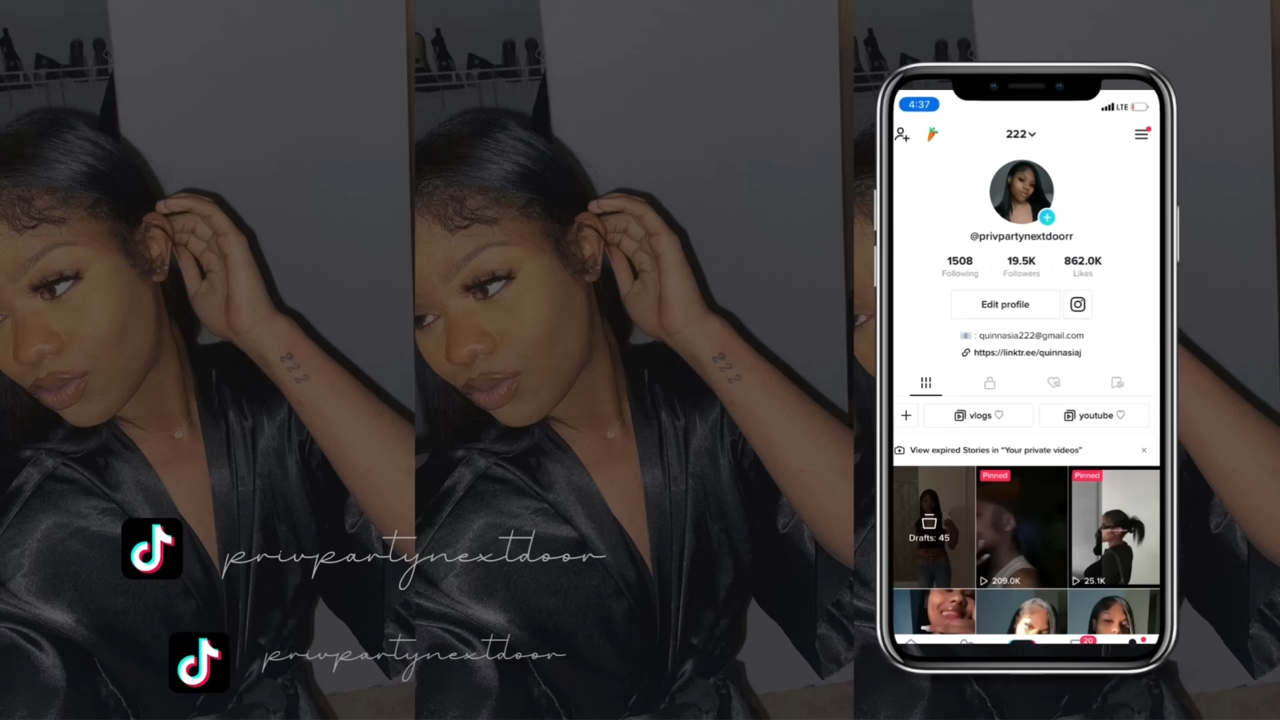 4:37
LTE
222
@privpartynextdoorr
1508 19.5K 862.0K
Following Followers Likes
Edit profile
: quinnasia222@gmail.com
https://linktr.ee/quinnasiaj
vlogs ♡ youtube ♡
View expired Stories in "Your private videos"
Pinned Pinned
Drafts: 45
209.0K 25.1K
20
222
222
privpartynextdoor
privpartynextdoor